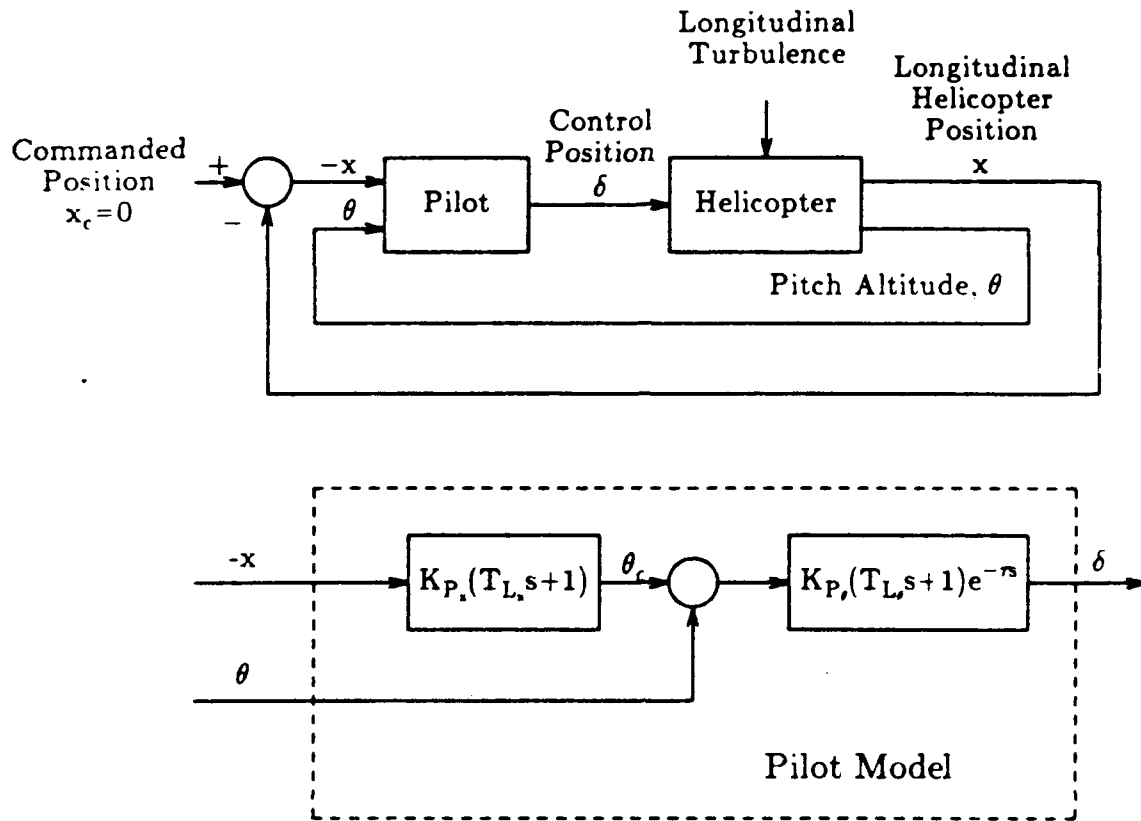 Longitudinal
Turbulence
Longitudinal
Helicopter
Position
x
Control
Position
δ
Commanded
Position
x_c=0
+
−
-x
θ
Pilot
Helicopter
Pitch Altitude, θ
-x
K_{P_x}(T_{L_x}s+1)
θ_c
K_{P_θ}(T_{L_θ}s+1)e^{-τs}
δ
θ
Pilot Model